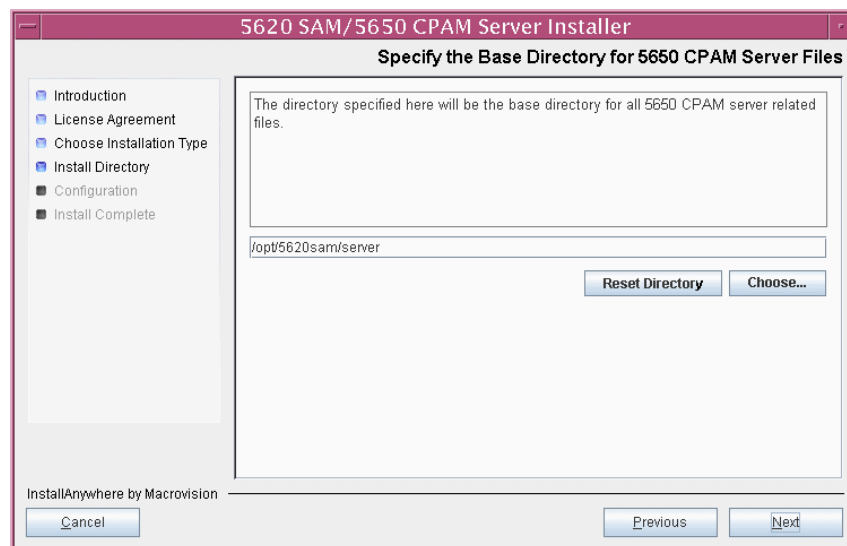 5620 SAM/5650 CPAM Server Installer
Specify the Base Directory for 5650 CPAM Server Files
Introduction
License Agreement
Choose Installation Type
Install Directory
Configuration
Install Complete
The directory specified here will be the base directory for all 5650 CPAM server related
files.
/opt/5620sam/server
Reset Directory
Choose...
InstallAnywhere by Macrovision
Cancel
Previous
Next